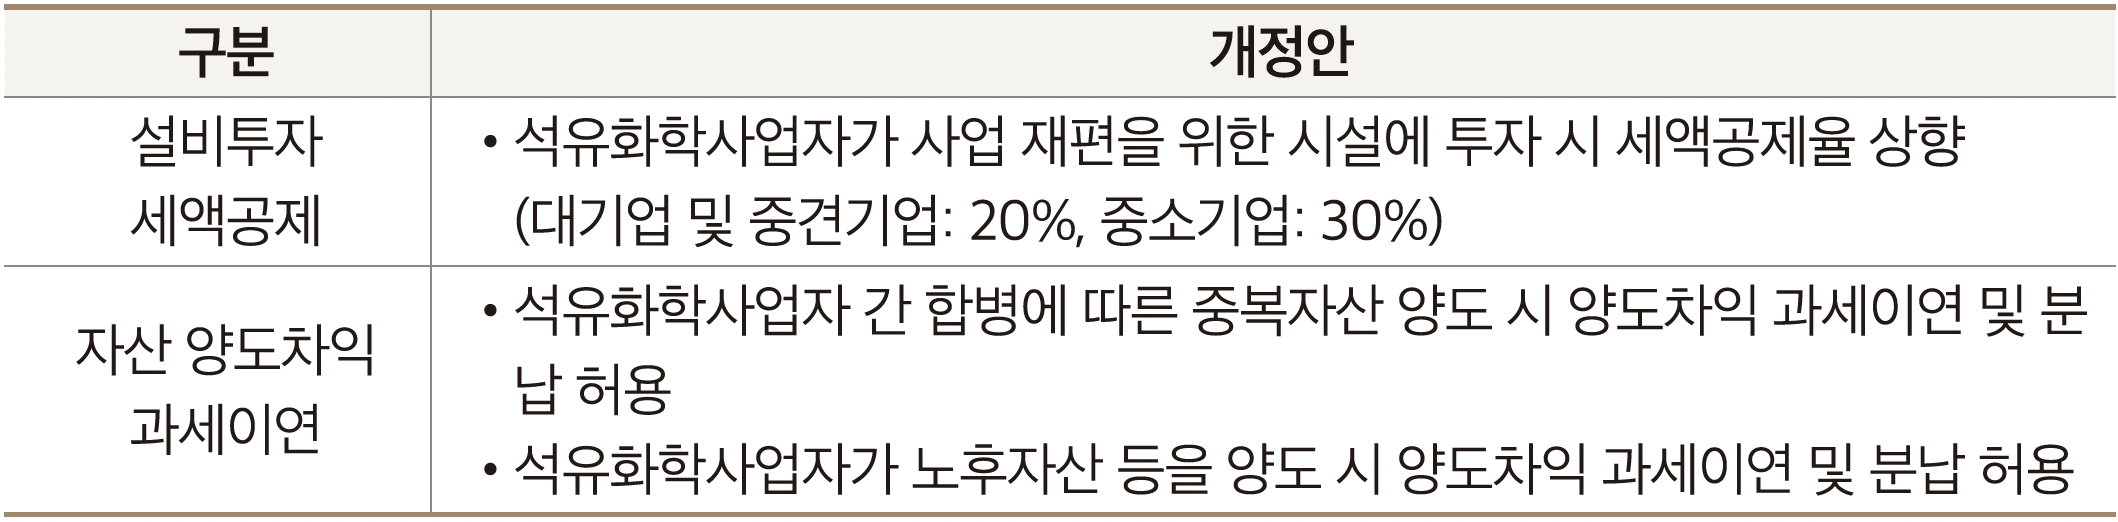 구분
개정안
설비투자
세액공제
• 석유화학사업자가 사업 재편을 위한 시설에 투자 시 세액공제율 상향
(대기업 및 중견기업: 20%, 중소기업: 30%)
자산 양도차익
과세이연
• 석유화학사업자 간 합병에 따른 중복자산 양도 시 양도차익 과세이연 및 분
납 허용
• 석유화학사업자가 노후자산 등을 양도 시 양도차익 과세이연 및 분납 허용